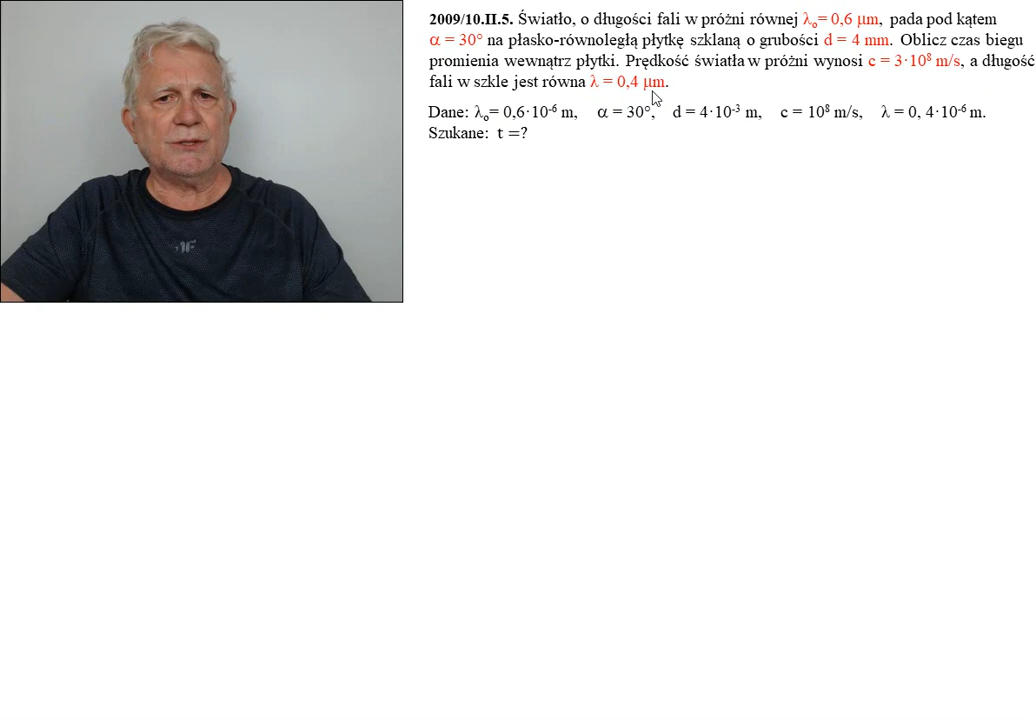 2009/10.II.5. Światło, o długości fali w próżni równej λₒ= 0,6 μm, pada pod kątem
α = 30° na płasko-równoległą płytkę szklaną o grubości d = 4 mm. Oblicz czas biegu
promienia wewnątrz płytki. Prędkość światła w próżni wynosi c = 3·10⁸ m/s, a długość
fali w szkle jest równa λ = 0,4 μm.
Dane: λₒ= 0,6·10⁻⁶ m, α = 30°, d = 4·10⁻³ m, c = 10⁸ m/s, λ = 0, 4·10⁻⁶ m.
Szukane: t =?